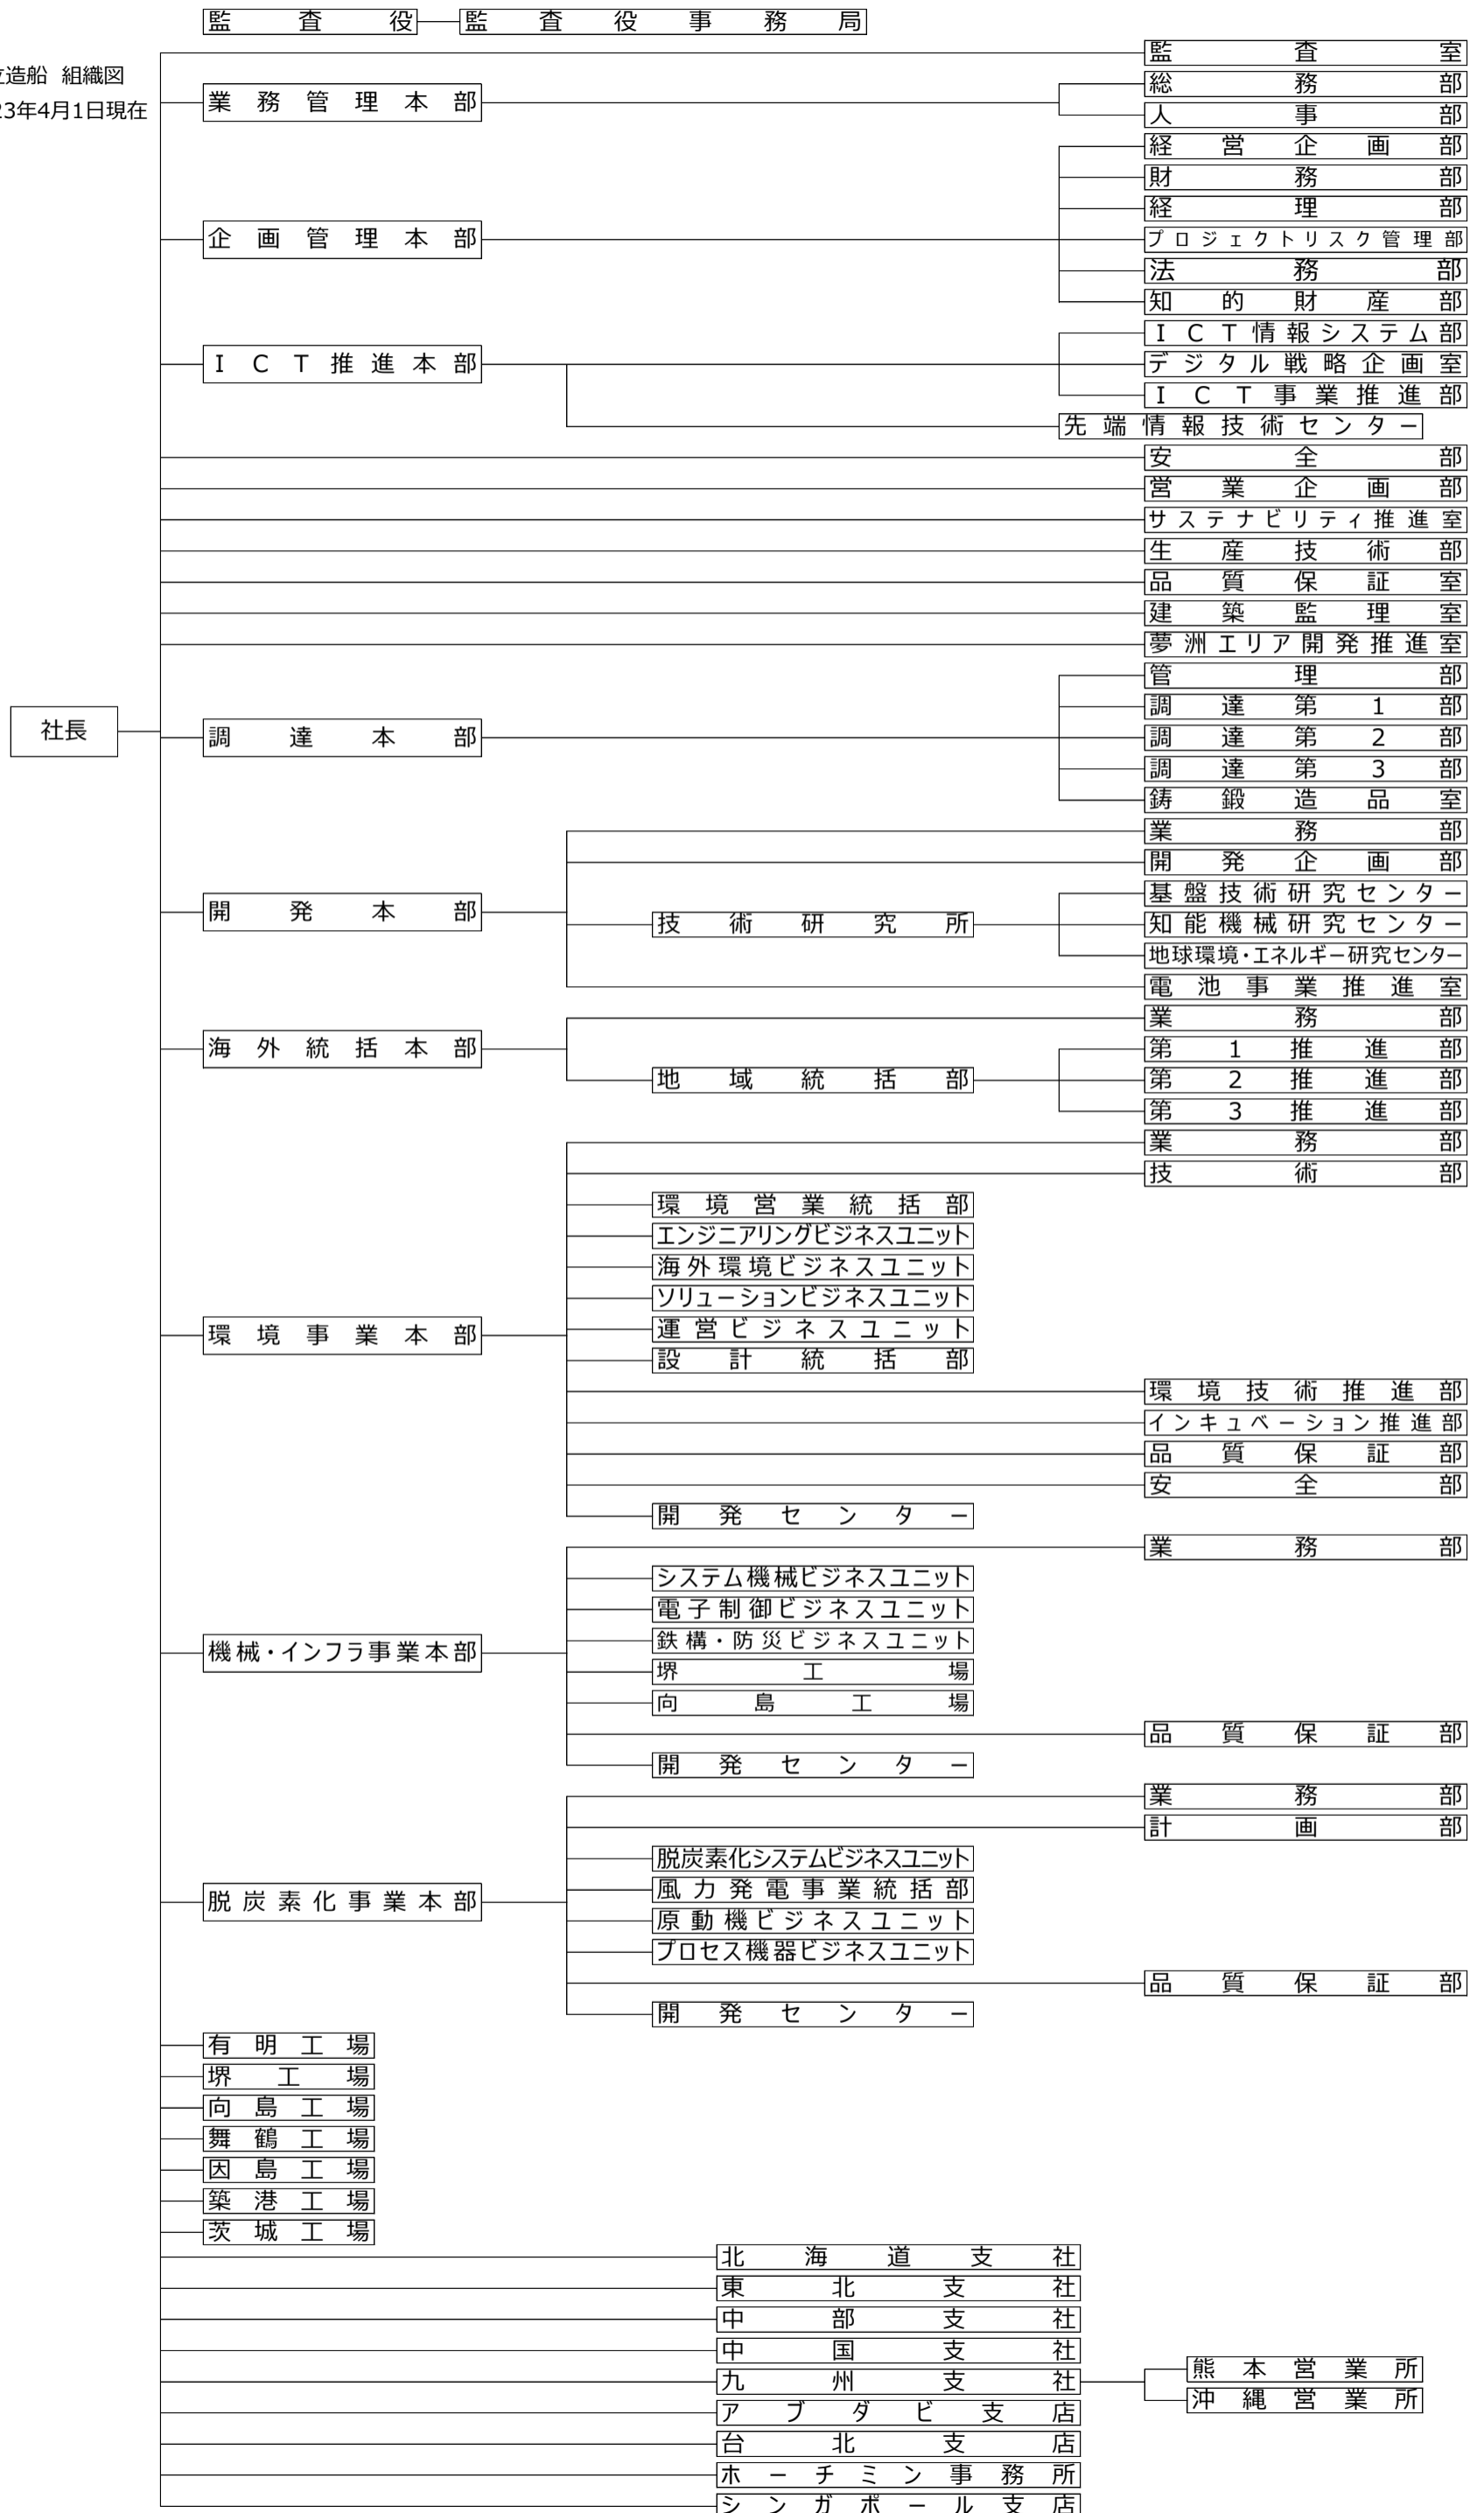 監査役
監査役事務局
監査室
造船 組織図
総務部
業務管理本部
23年4月1日現在
人事部
経営企画部
財務部
経理部
企画管理本部
プロジェクトリスク管理部
法務部
知的財産部
ICT情報システム部
ICT推進本部
デジタル戦略企画室
ICT事業推進部
先端情報技術センター
安全部
営業企画部
サステナビリティ推進室
生産技術部
品質保証室
建築監理室
夢洲エリア開発推進室
管理部
調達第1部
社長
調達本部
調達第2部
調達第3部
鋳鍛造品室
業務部
開発企画部
基盤技術研究センター
開発本部
技術研究所
知能機械研究センター
地球環境・エネルギー研究センター
電池事業推進室
業務部
海外統括本部
第1推進部
地域統括部
第2推進部
第3推進部
業務部
技術部
環境営業統括部
エンジニアリングビジネスユニット
海外環境ビジネスユニット
ソリューションビジネスユニット
環境事業本部
運営ビジネスユニット
設計統括部
環境技術推進部
インキュベーション推進部
品質保証部
安全部
開発センター
業務部
システム機械ビジネスユニット
電子制御ビジネスユニット
機械・インフラ事業本部
鉄構・防災ビジネスユニット
堺工場
向島工場
品質保証部
開発センター
業務部
計画部
脱炭素化システムビジネスユニット
脱炭素化事業本部
風力発電事業統括部
原動機ビジネスユニット
プロセス機器ビジネスユニット
品質保証部
開発センター
有明工場
堺工場
向島工場
舞鶴工場
因島工場
築港工場
茨城工場
北海道支社
東北支社
中部支社
中国支社
九州支社
熊本営業所
沖縄営業所
アブダビ支店
台北支店
ホーチミン事務所
シンガポール支店